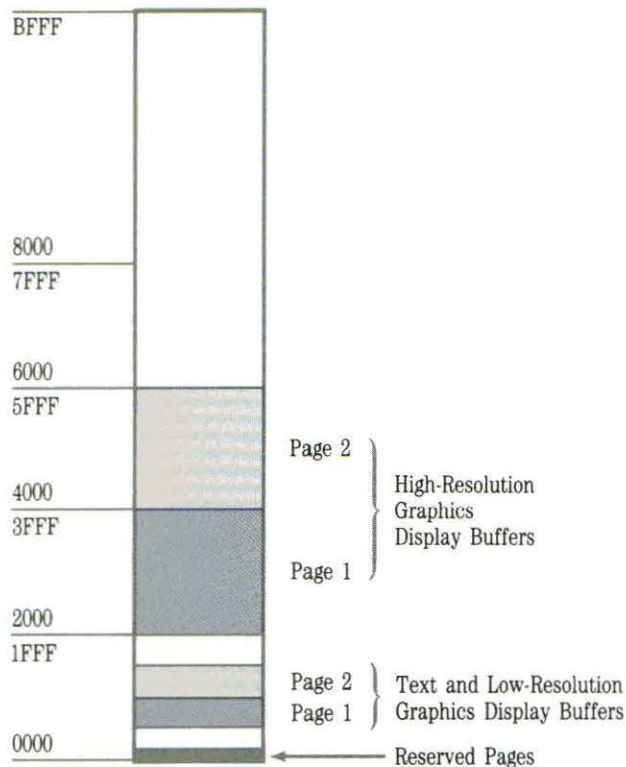 BFFF
8000
7FFF
6000
5FFF
Page 2
High-Resolution
4000
Graphics
3FFF
Display Buffers
Page 1
2000
1FFF
Page 2
Text and Low-Resolution
Page 1
Graphics Display Buffers
0000
Reserved Pages